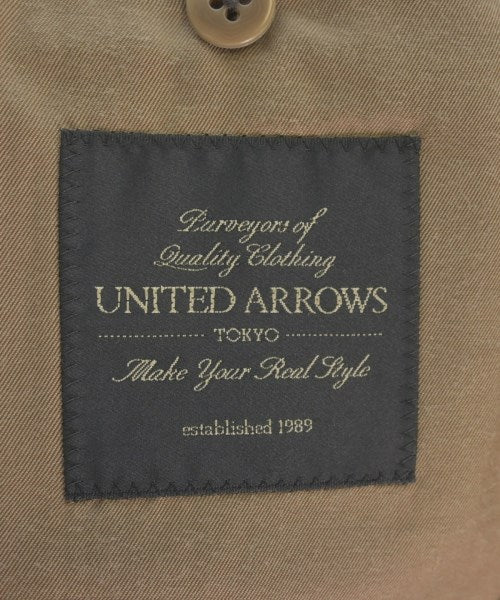 Purveyors of
Quality Clothing
UNITED ARROWS
TOKYO
Make Your Real Style
established 1989